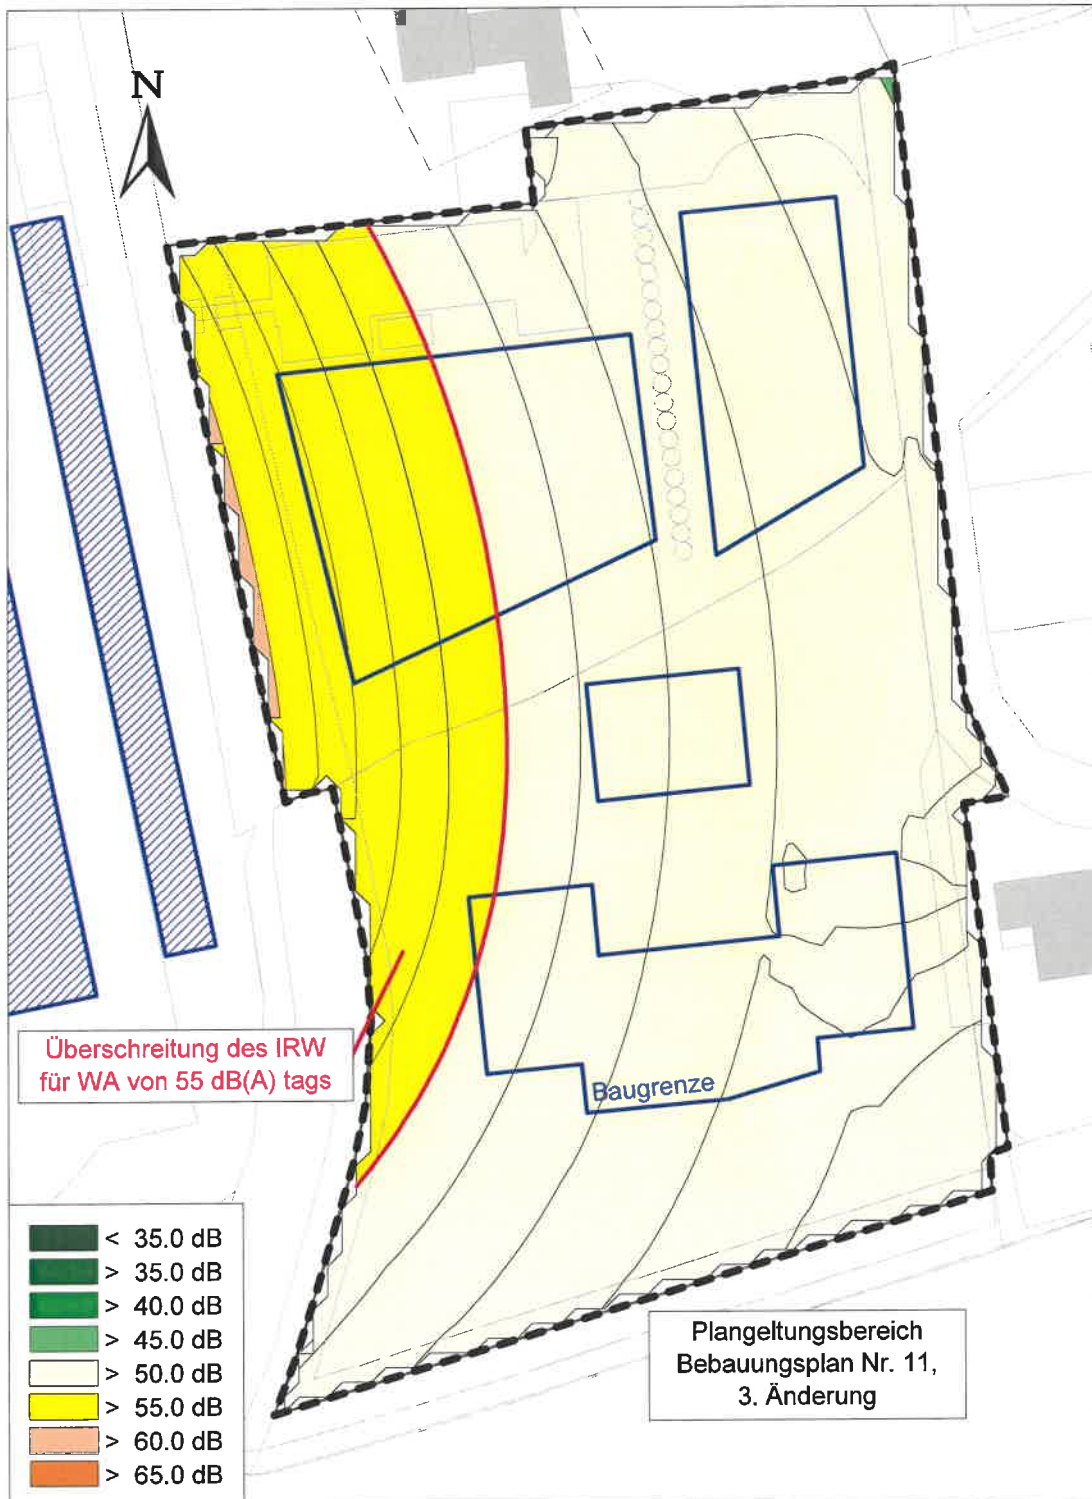 N
Überschreitung des IRW
für WA von 55 dB(A) tags
Baugrenze
< 35.0 dB
> 35.0 dB
> 40.0 dB
> 45.0 dB
> 50.0 dB
> 55.0 dB
> 60.0 dB
> 65.0 dB
Plangeltungsbereich
Bebauungsplan Nr. 11,
3. Änderung